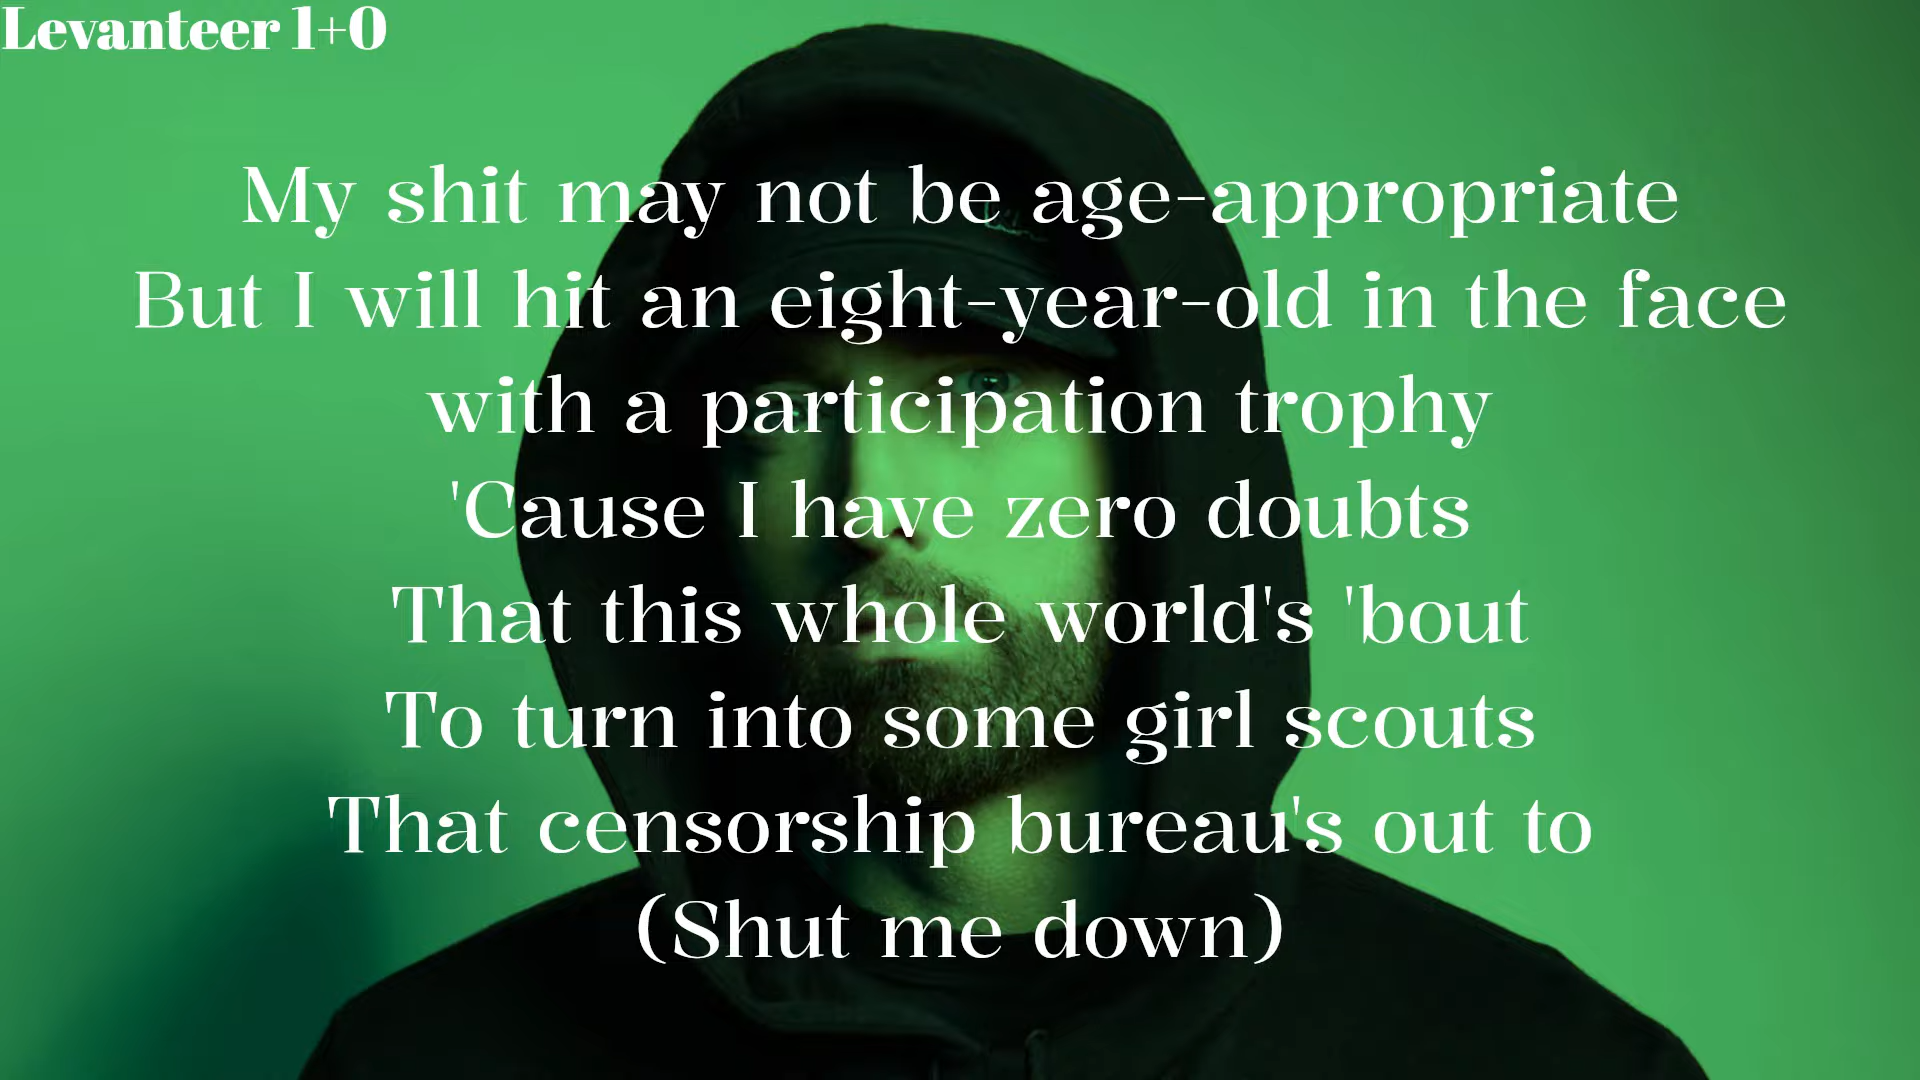 Levanteer 1+0
My shit may not be age-appropriate
But I will hit an eight-year-old in the face
with a participation trophy
'Cause I have zero doubts
That this whole world's 'bout
To turn into some girl scouts
That censorship bureau's out to
(Shut me down)